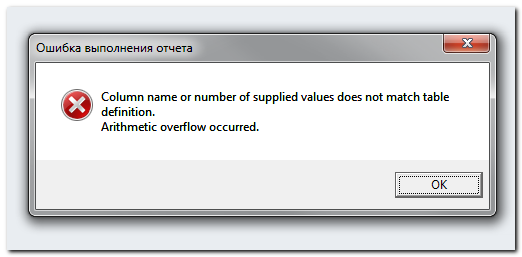 Ошибка выполнения отчета
Column name or number of supplied values does not match table
definition.
Arithmetic overflow occurred.
OK